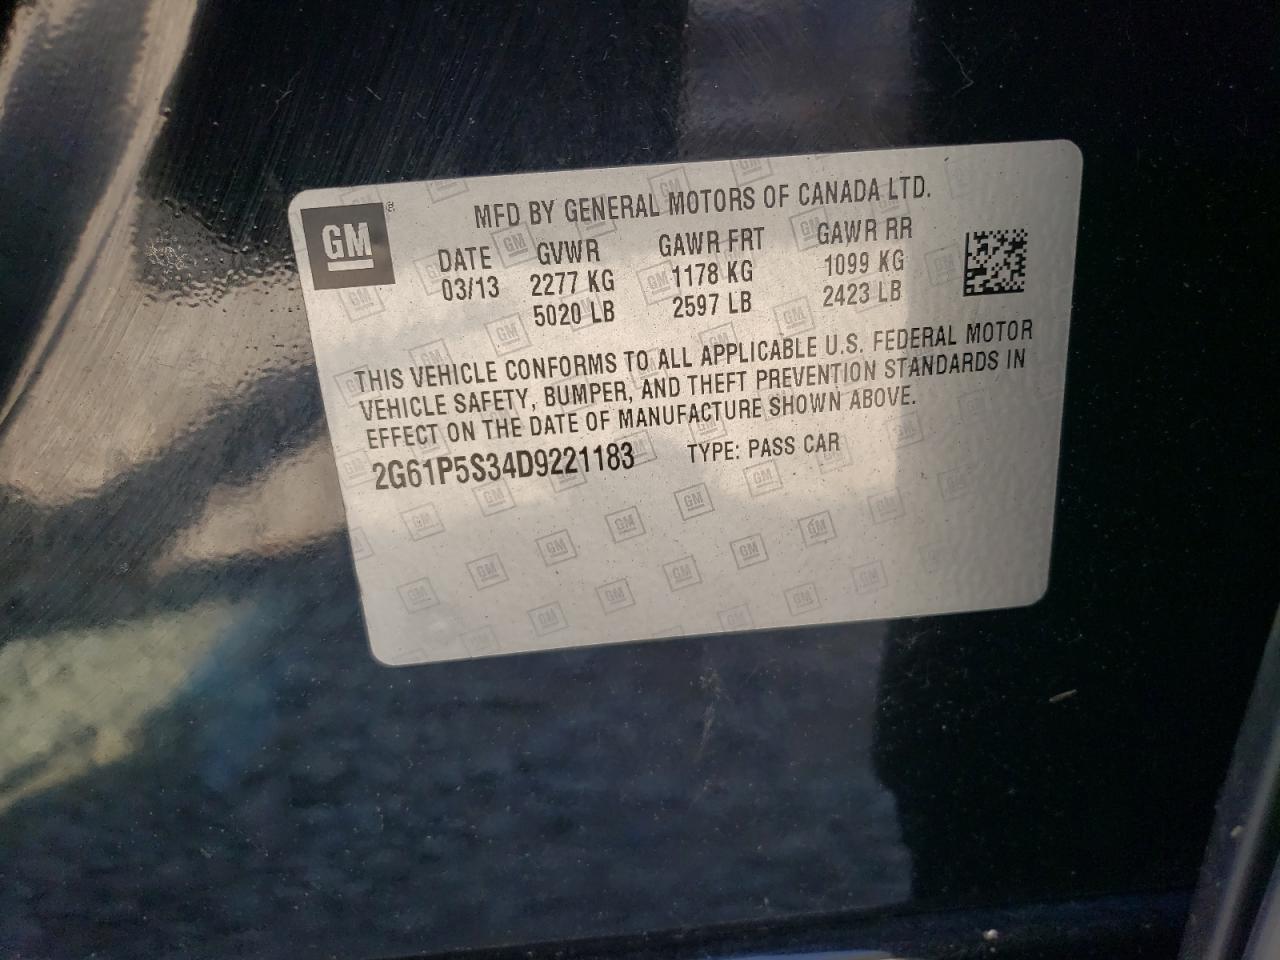 GM®
MFD BY GENERAL MOTORS OF CANADA LTD.
DATE GVWR GAWR FRT GAWR RR
03/13 2277 KG 1178 KG 1099 KG
5020 LB 2597 LB 2423 LB
THIS VEHICLE CONFORMS TO ALL APPLICABLE U.S. FEDERAL MOTOR
VEHICLE SAFETY, BUMPER, AND THEFT PREVENTION STANDARDS IN
EFFECT ON THE DATE OF MANUFACTURE SHOWN ABOVE.
2G61P5S34D9221183 TYPE: PASS CAR